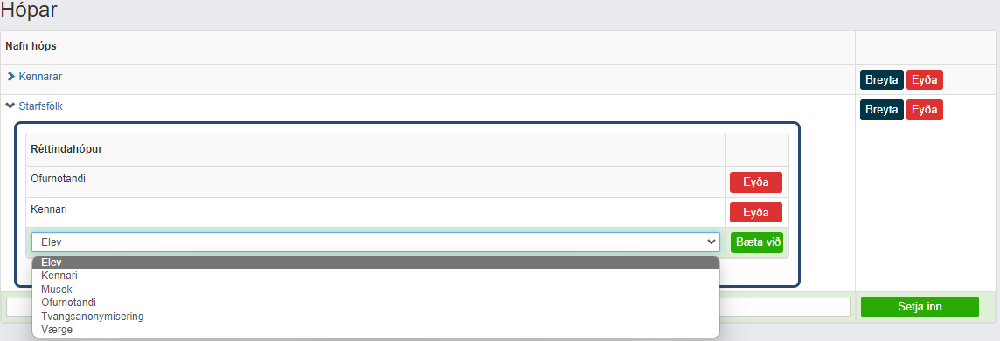 Hópar
Nafn hóps
Kennarar Breyta Eyða
Starfsfólk Breyta Eyða
Réttindahópur
Ofurnotandi Eyða
Kennari Eyða
Elev Bæta við
Elev
Kennari
Musek
Ofurnotandi
Tvangsanonymisering
Værge
Setja inn